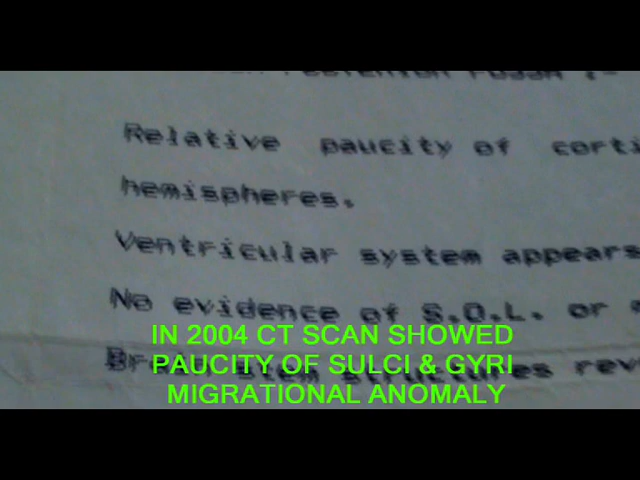 Relative paucity of corti
hemispheres.
Ventricular system appears
No evidence of S.O.L. or
IN 2004 CT SCAN SHOWED
PAUCITY OF SULCI & GYRI
MIGRATIONAL ANOMALY